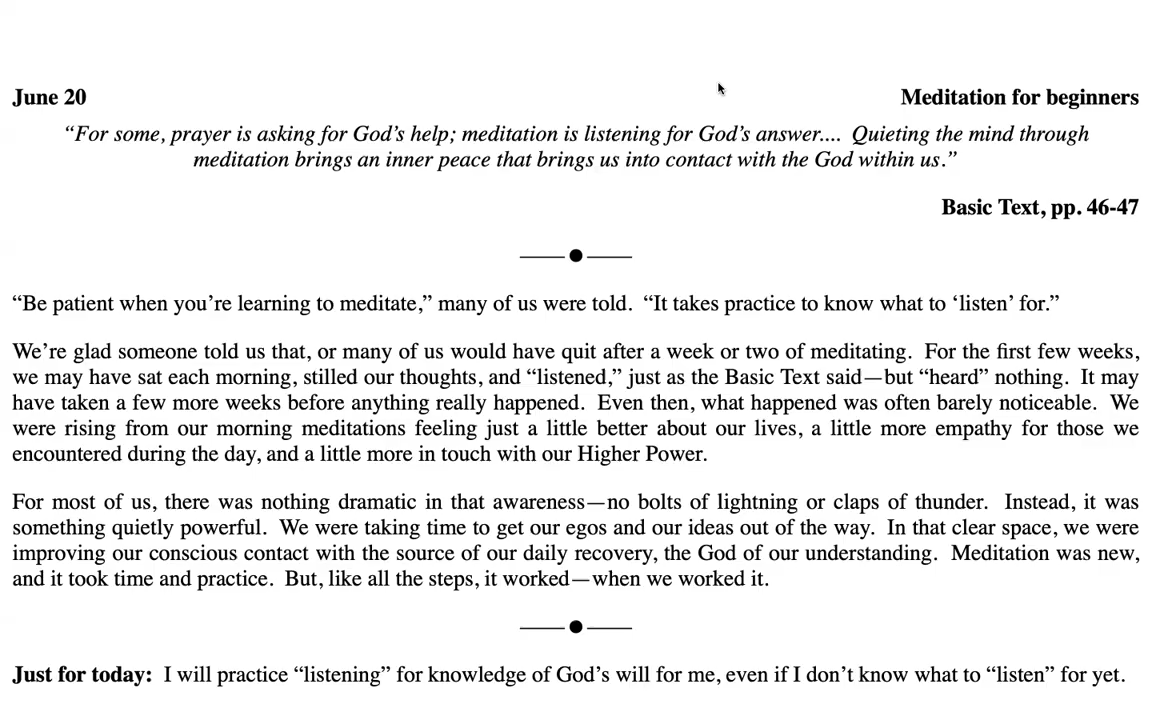 June 20 Meditation for beginners
“For some, prayer is asking for God’s help; meditation is listening for God’s answer.... Quieting the mind through
meditation brings an inner peace that brings us into contact with the God within us.”
Basic Text, pp. 46-47
“Be patient when you’re learning to meditate,” many of us were told. “It takes practice to know what to ‘listen’ for.”
We’re glad someone told us that, or many of us would have quit after a week or two of meditating. For the first few weeks,
we may have sat each morning, stilled our thoughts, and “listened,” just as the Basic Text said—but “heard” nothing. It may
have taken a few more weeks before anything really happened. Even then, what happened was often barely noticeable. We
were rising from our morning meditations feeling just a little better about our lives, a little more empathy for those we
encountered during the day, and a little more in touch with our Higher Power.
For most of us, there was nothing dramatic in that awareness—no bolts of lightning or claps of thunder. Instead, it was
something quietly powerful. We were taking time to get our egos and our ideas out of the way. In that clear space, we were
improving our conscious contact with the source of our daily recovery, the God of our understanding. Meditation was new,
and it took time and practice. But, like all the steps, it worked—when we worked it.
Just for today: I will practice “listening” for knowledge of God’s will for me, even if I don’t know what to “listen” for yet.